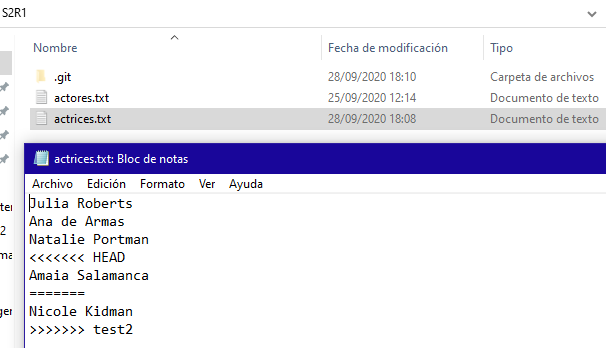 S2R1
Nombre Fecha de modificación Tipo
.git 28/09/2020 18:10 Carpeta de archivos
actores.txt 25/09/2020 12:14 Documento de texto
actrices.txt 28/09/2020 18:08 Documento de texto
actrices.txt: Bloc de notas
Archivo Edición Formato Ver Ayuda
Julia Roberts
Ana de Armas
Natalie Portman
<<<<<<< HEAD
Amaia Salamanca
=======
Nicole Kidman
>>>>>>> test2